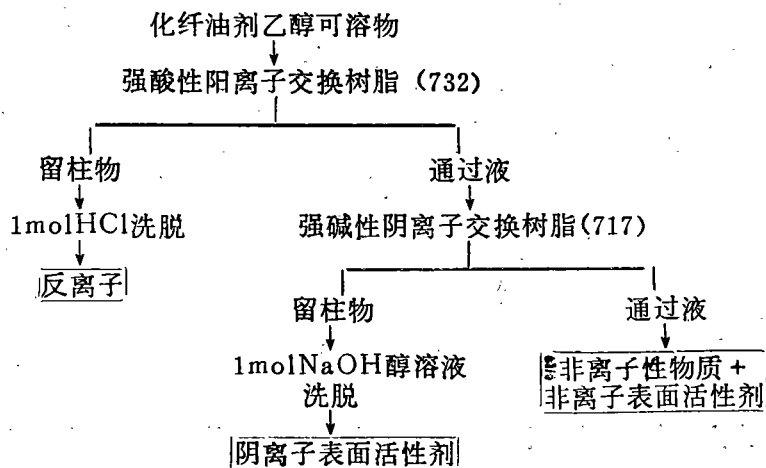 化纤油剂乙醇可溶物
强酸性阳离子交换树脂（732）
留柱物
通过液
1molHCl洗脱
强碱性阴离子交换树脂(717)
反离子
留柱物
通过液
1molNaOH醇溶液
洗脱
非离子性物质+
非离子表面活性剂
阴离子表面活性剂